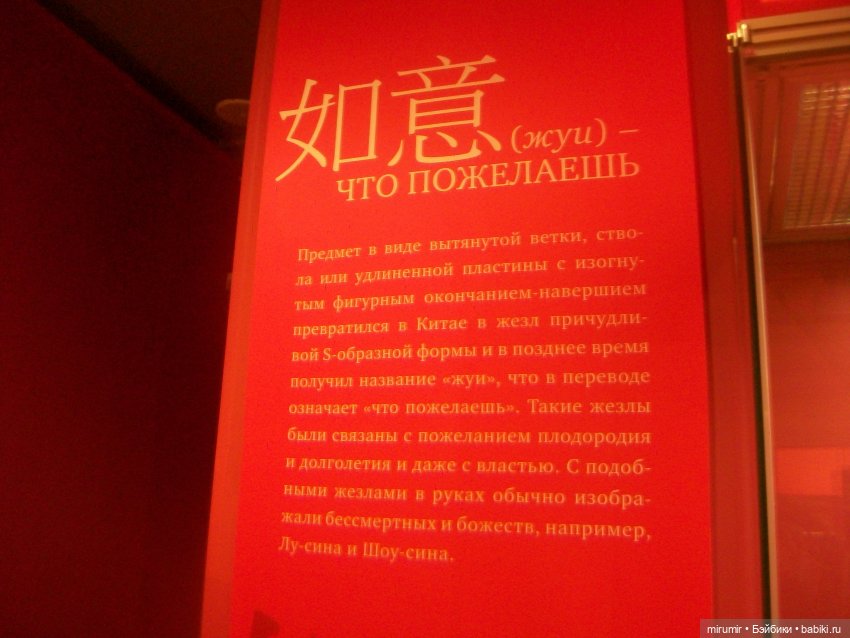 如意 (жуи) –
ЧТО ПОЖЕЛАЕШЬ
Предмет в виде вытянутой ветки, ство-
ла или удлиненной пластины с изогну-
тым фигурным окончанием-навершием
превратился в Китае в жезл причудли-
вой S-образной формы и в позднее время
получил название «жуи», что в переводе
означает «что пожелаешь». Такие жезлы
были связаны с пожеланием плодородия
и долголетия и даже с властью. С подоб-
ными жезлами в руках обычно изобра-
жали бессмертных и божеств, например,
Лу-сина и Шоу-сина.
mirumir • Бэйбики • babiki.ru